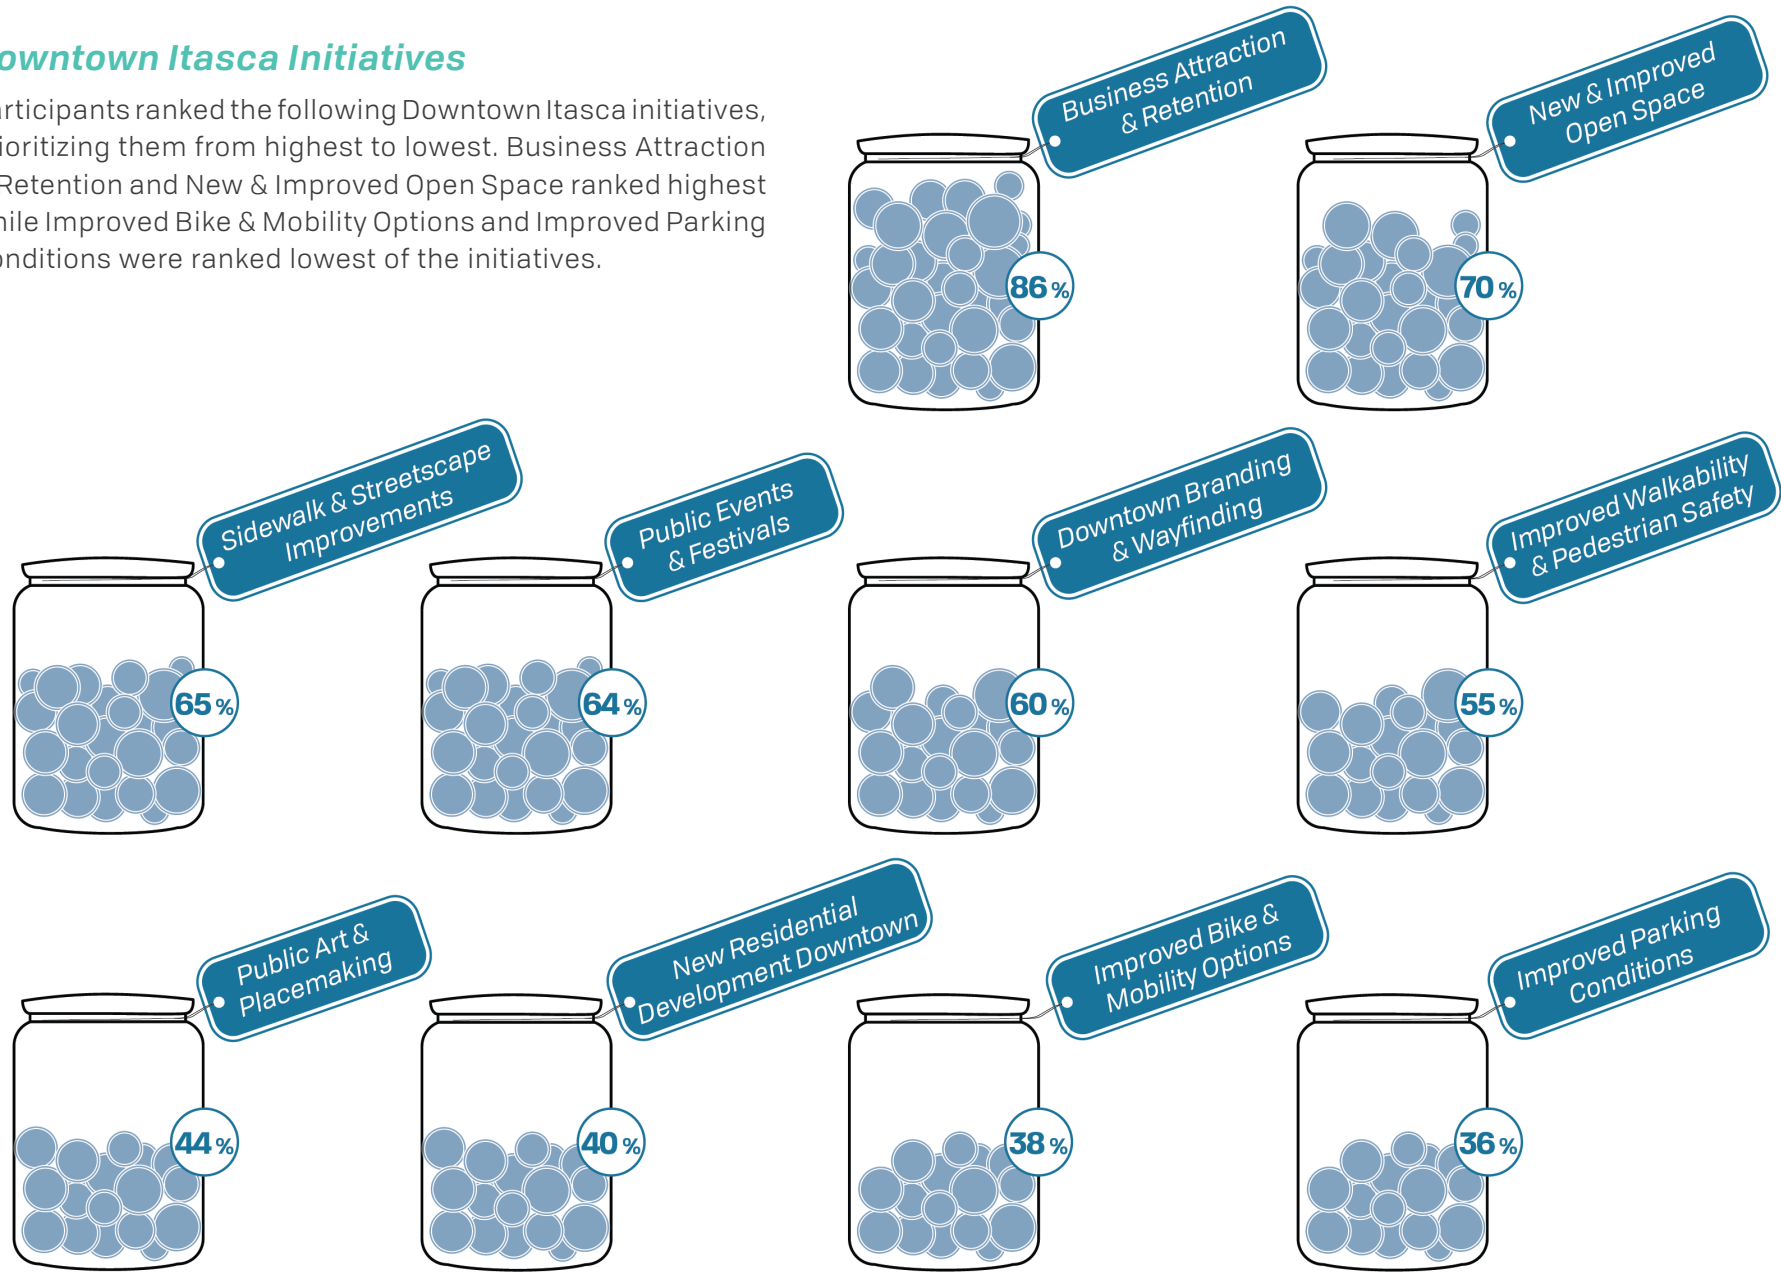 owntown Itasca Initiatives
rticipants ranked the following Downtown Itasca initiatives,
ioritizing them from highest to lowest. Business Attraction
Retention and New & Improved Open Space ranked highest
hile Improved Bike & Mobility Options and Improved Parking
onditions were ranked lowest of the initiatives.
Business Attraction
& Retention
86 %
New & Improved
Open Space
70 %
Sidewalk & Streetscape
Improvements
65 %
Public Events
& Festivals
64 %
Downtown Branding
& Wayfinding
60 %
Improved Walkability
& Pedestrian Safety
55 %
Public Art &
Placemaking
44 %
New Residential
Development Downtown
40 %
Improved Bike &
Mobility Options
38 %
Improved Parking
Conditions
36 %